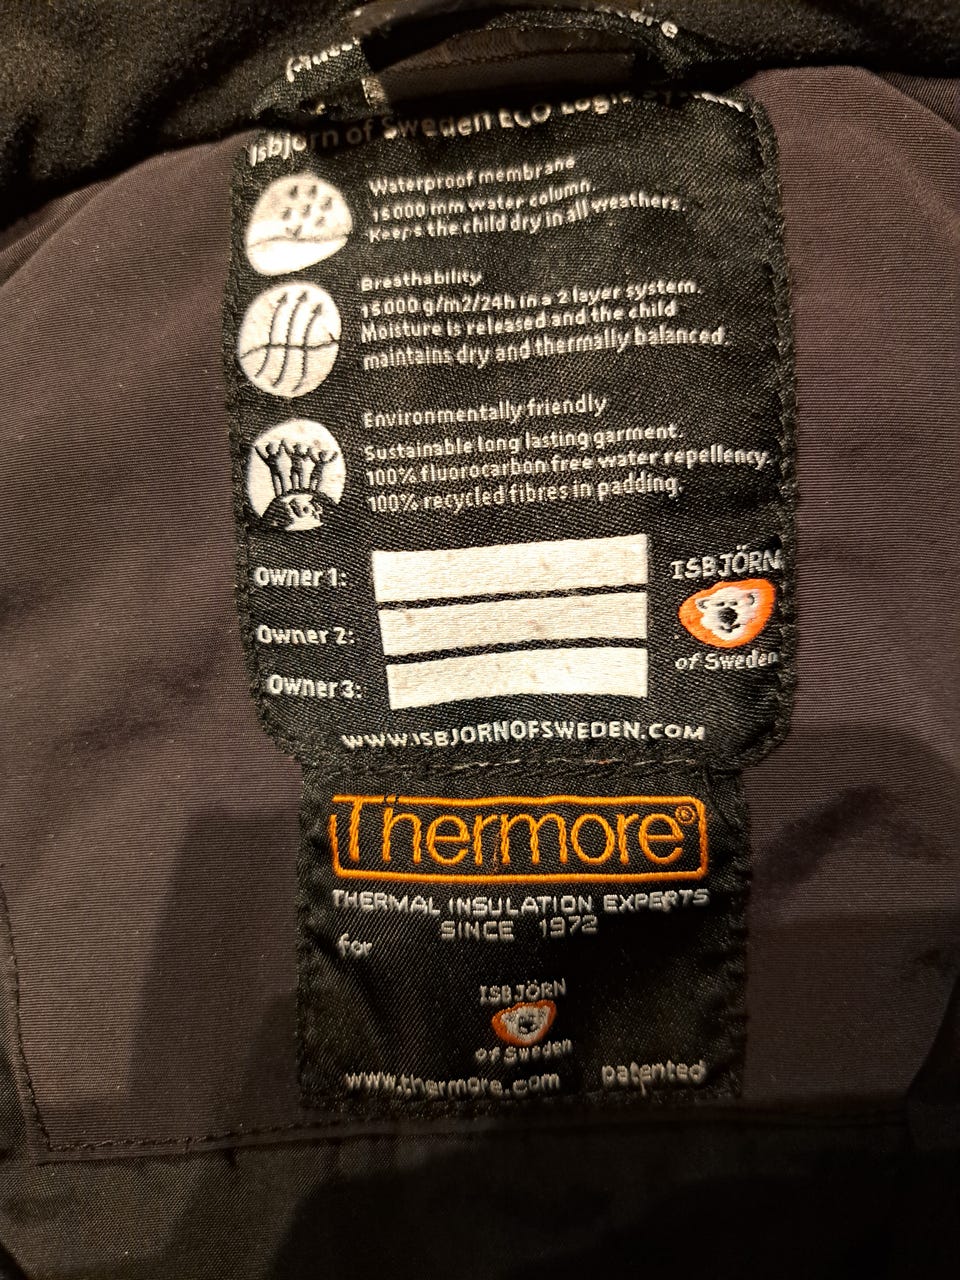 Isbjörn of Sweden ECO Logic System
Waterproof membrane
15000 mm water column.
Keeps the child dry in all weathers.
Breathability
15000 g/m2/24h in a 2 layer system.
Moisture is released and the child
maintains dry and thermally balanced.
Environmentally friendly
Sustainable long lasting garment.
100% fluorocarbon free water repellency.
100% recycled fibres in padding.
Owner 1:
Owner 2:
Owner 3:
ISBJÖRN
of Sweden
WWW.ISBJORNOFSWEDEN.COM
Thermore®
THERMAL INSULATION EXPERTS
SINCE 1972
for
ISBJÖRN
of Sweden
www.thermore.com patented